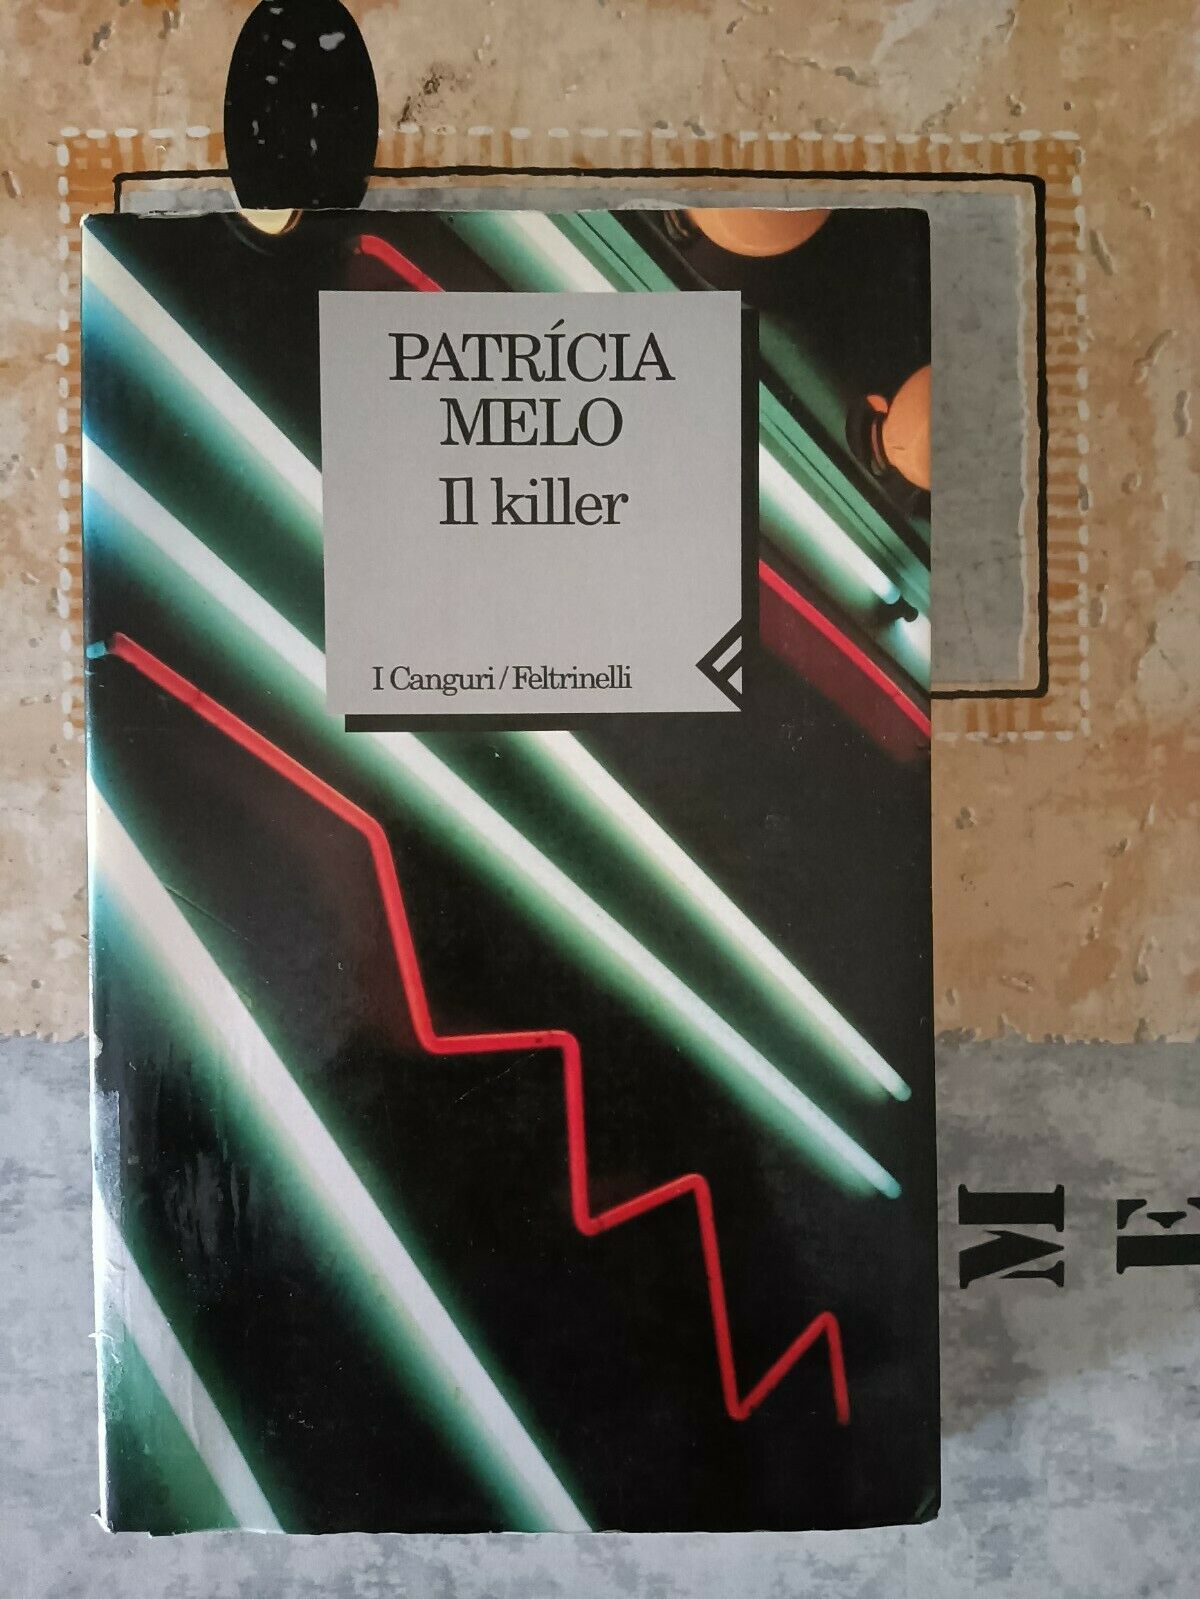 PATRÍCIA
MELO
Il killer
I Canguri/Feltrinelli
M
E